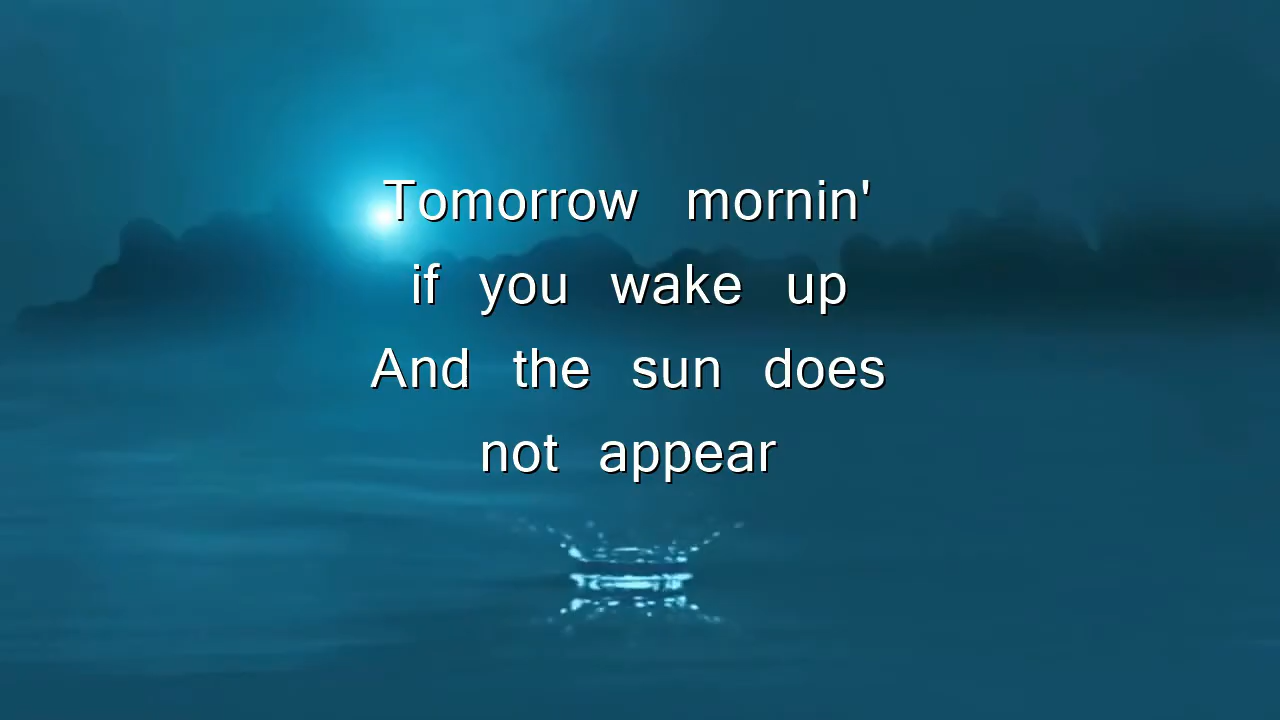 Tomorrow mornin'
if you wake up
And the sun does
not appear